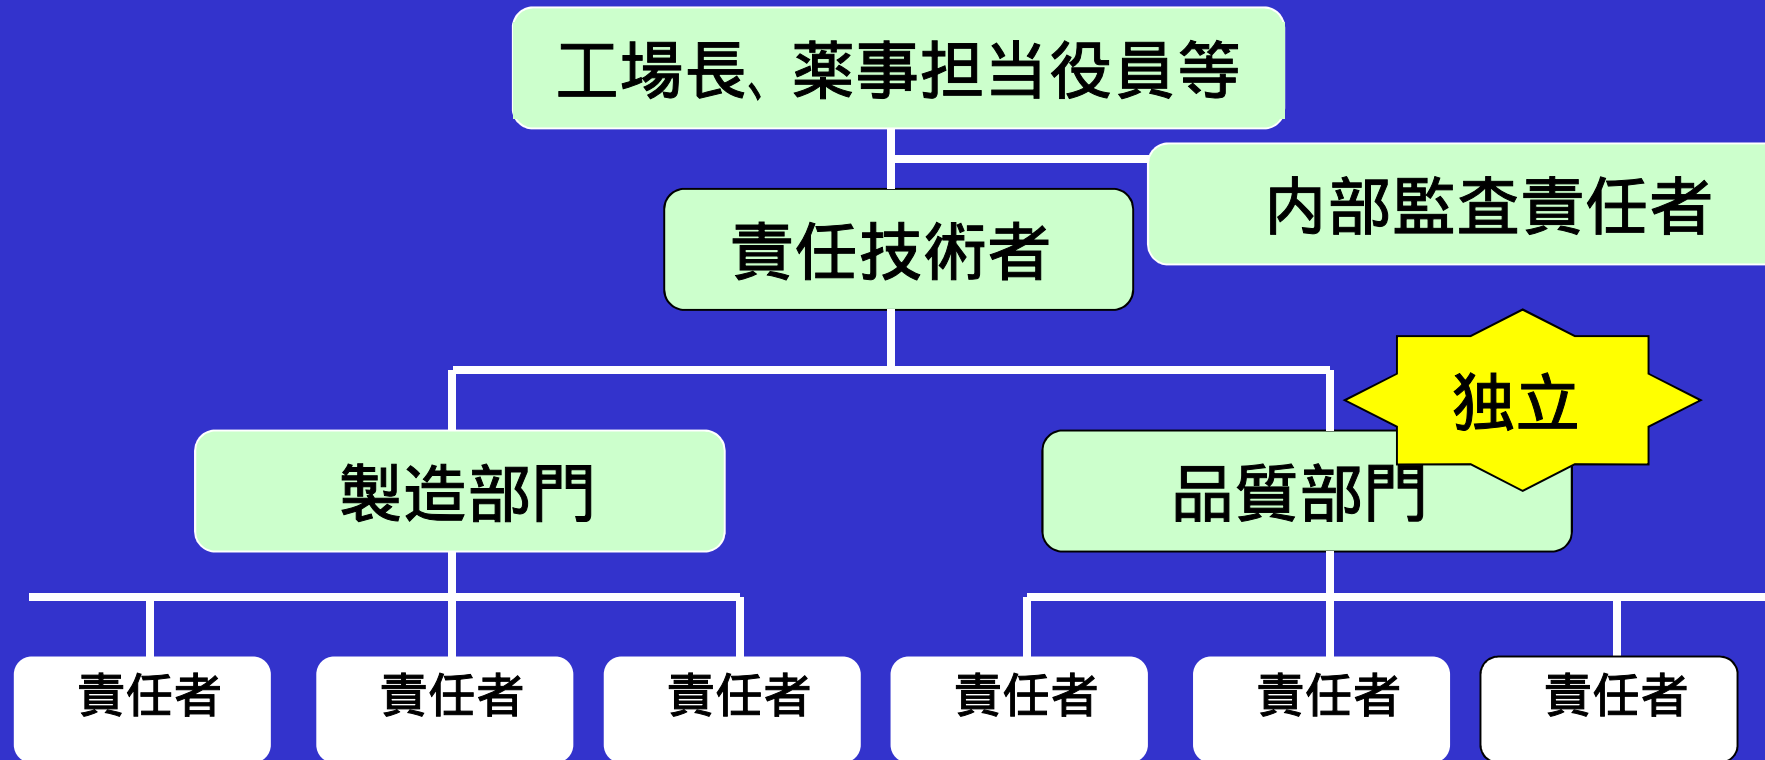 工場長、薬事担当役員等
内部監査責任者
責任技術者
独立
製造部門
品質部門
責任者
責任者
責任者
責任者
責任者
責任者